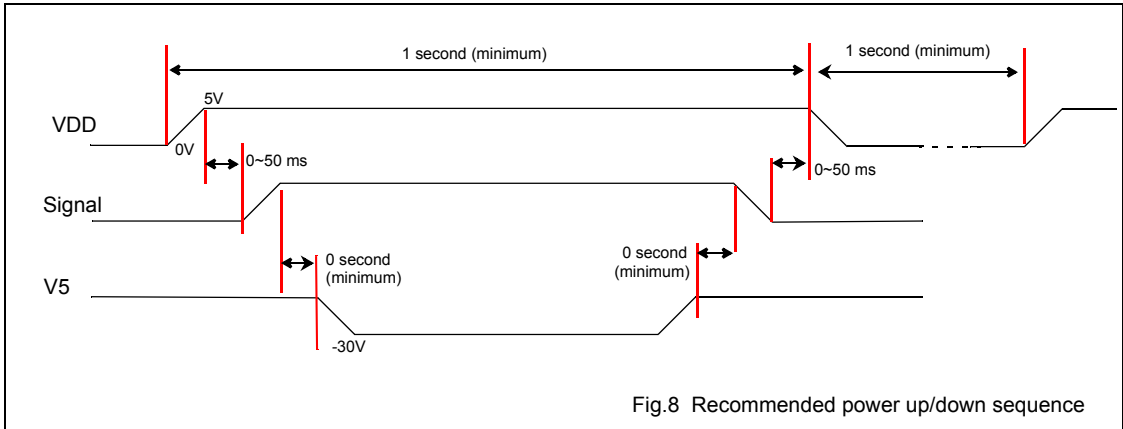 1 second (minimum)
1 second (minimum)
5V
VDD
0V
0~50 ms
0~50 ms
Signal
0 second
(minimum)
0 second
(minimum)
V5
-30V
Fig.8 Recommended power up/down sequence